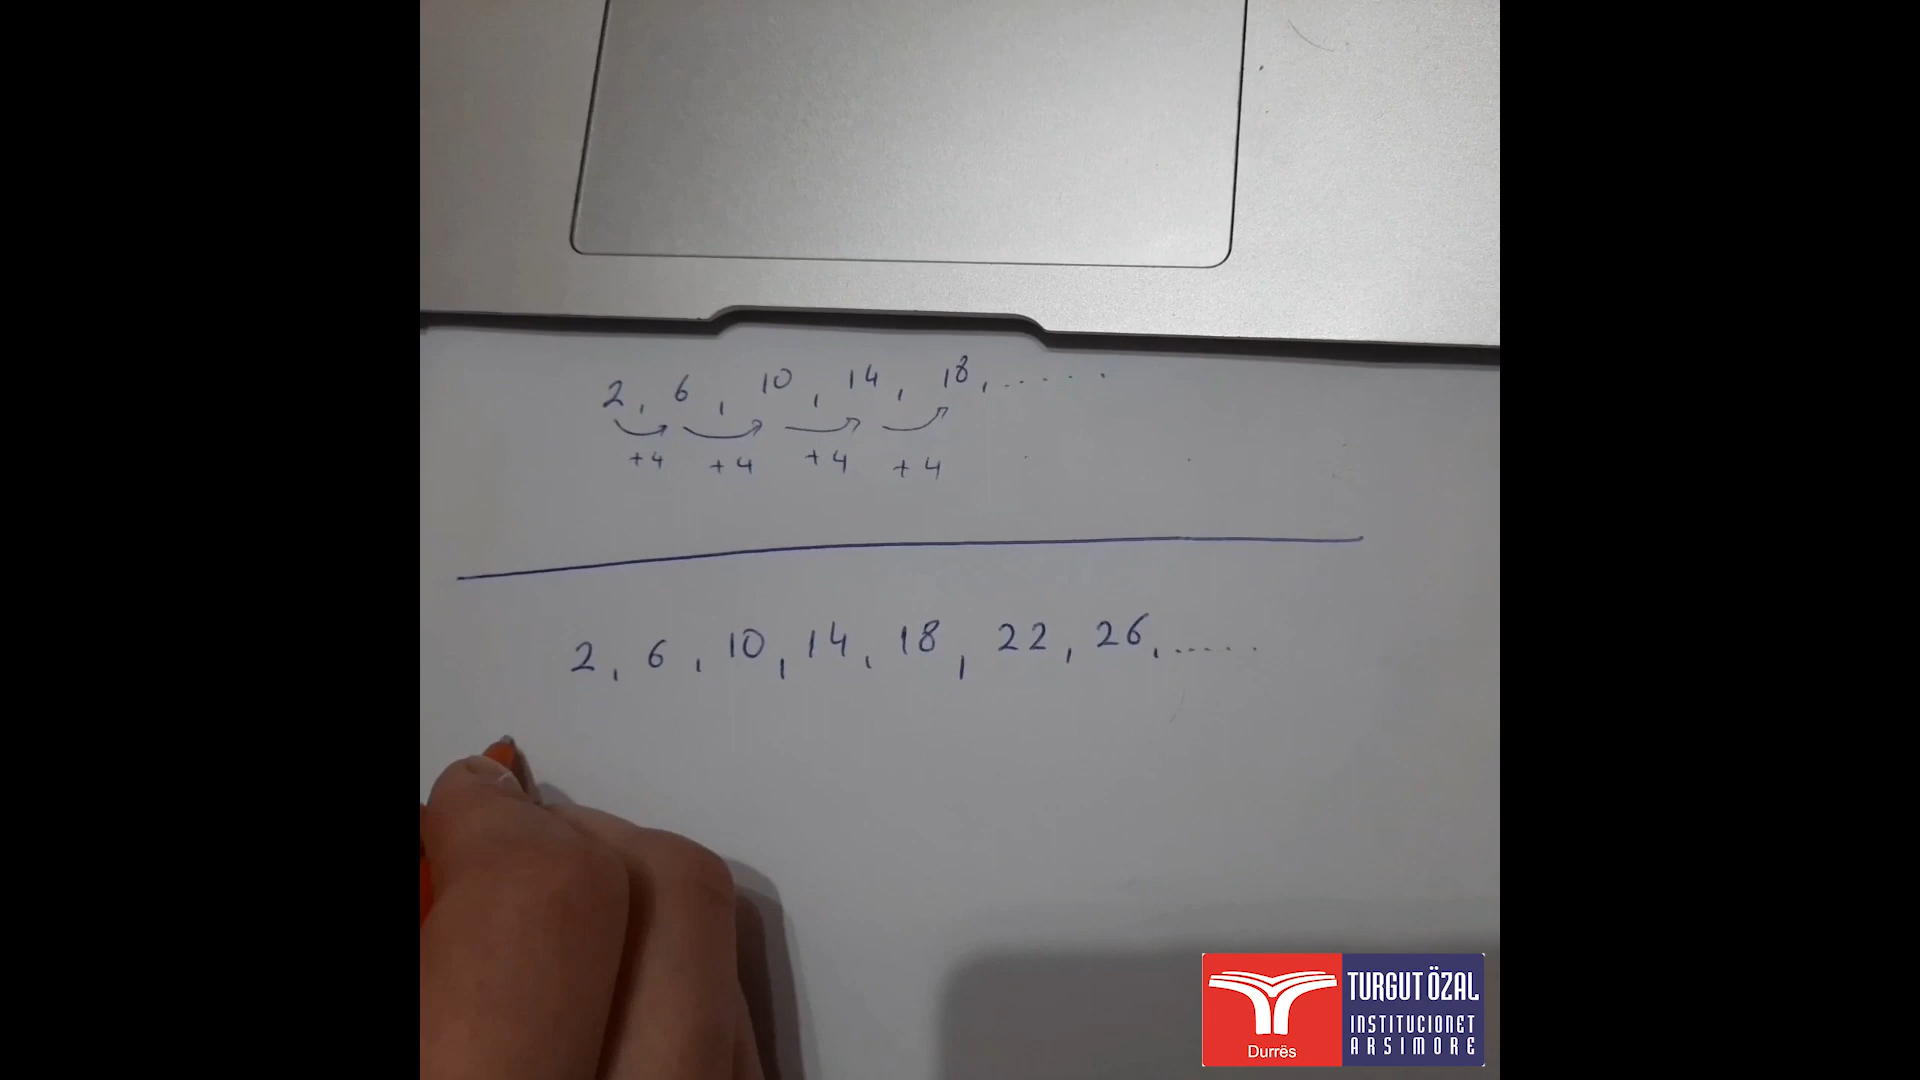 2, 6, 10, 14, 18, .....
+4 +4 +4 +4
2, 6, 10, 14, 18, 22, 26, .....
TURGUT ÖZAL
INSTITUCIONET
ARSIMORE
Durrës